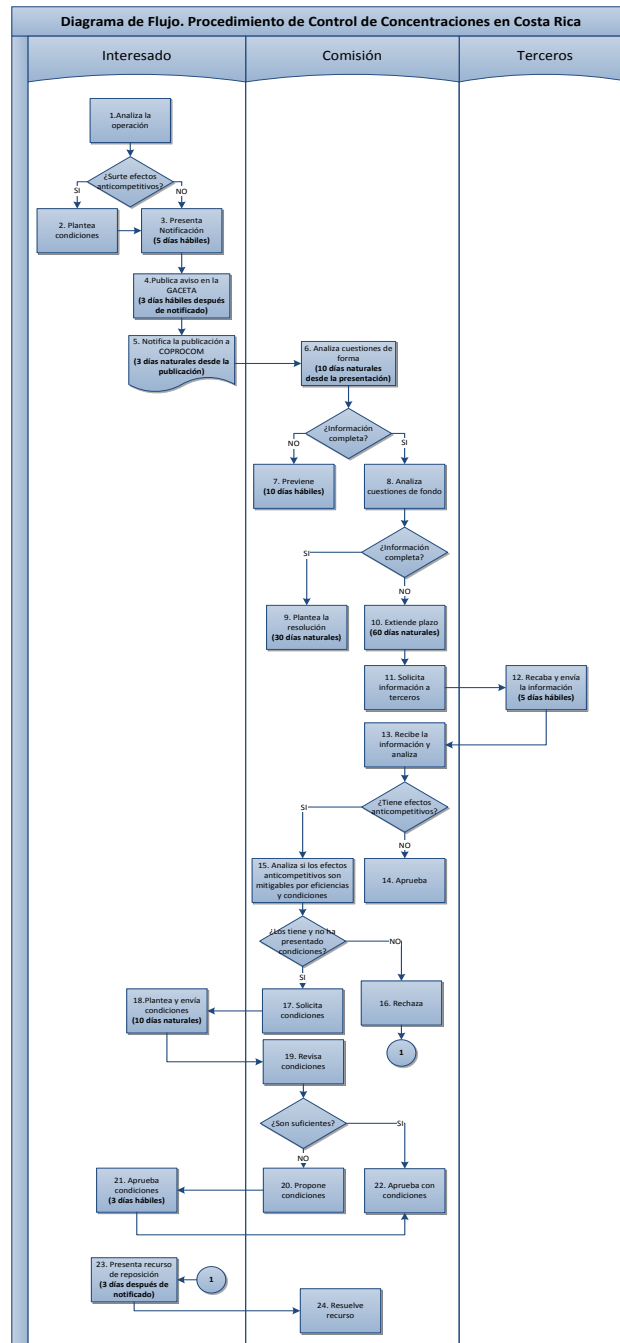 Diagrama de Flujo. Procedimiento de Control de Concentraciones en Costa Rica
Interesado
Comisión
Terceros
1.Analiza la
operación
¿Surte efectos
anticompetitivos?
SI
NO
2. Plantea
condiciones
3. Presenta
Notificación
(5 días hábiles)
4.Publica aviso en la
GACETA
(3 días hábiles después
de notificado)
5. Notifica la publicación a
COPROCOM
(3 días naturales desde la
publicación)
6. Analiza cuestiones de
forma
(10 días naturales
desde la presentación)
¿Información
completa?
NO
SI
7. Previene
(10 días hábiles)
8. Analiza
cuestiones de fondo
¿Información
completa?
SI
NO
9. Plantea la
resolución
(30 días naturales)
10. Extiende plazo
(60 días naturales)
11. Solicita
información a
terceros
12. Recaba y envía
la información
(5 días hábiles)
13. Recibe la
información y
analiza
¿Tiene efectos
anticompetitivos?
SI
NO
15. Analiza si los efectos
anticompetitivos son
mitigables por eficiencias
y condiciones
14. Aprueba
¿Los tiene y no ha
presentado
condiciones?
NO
SI
18.Plantea y envía
condiciones
(10 días naturales)
17. Solicita
condiciones
16. Rechaza
1
19. Revisa
condiciones
¿Son suficientes?
SI
NO
21. Aprueba
condiciones
(3 días hábiles)
20. Propone
condiciones
22. Aprueba con
condiciones
23. Presenta recurso
de reposición
(3 días después de
notificado)
1
24. Resuelve
recurso